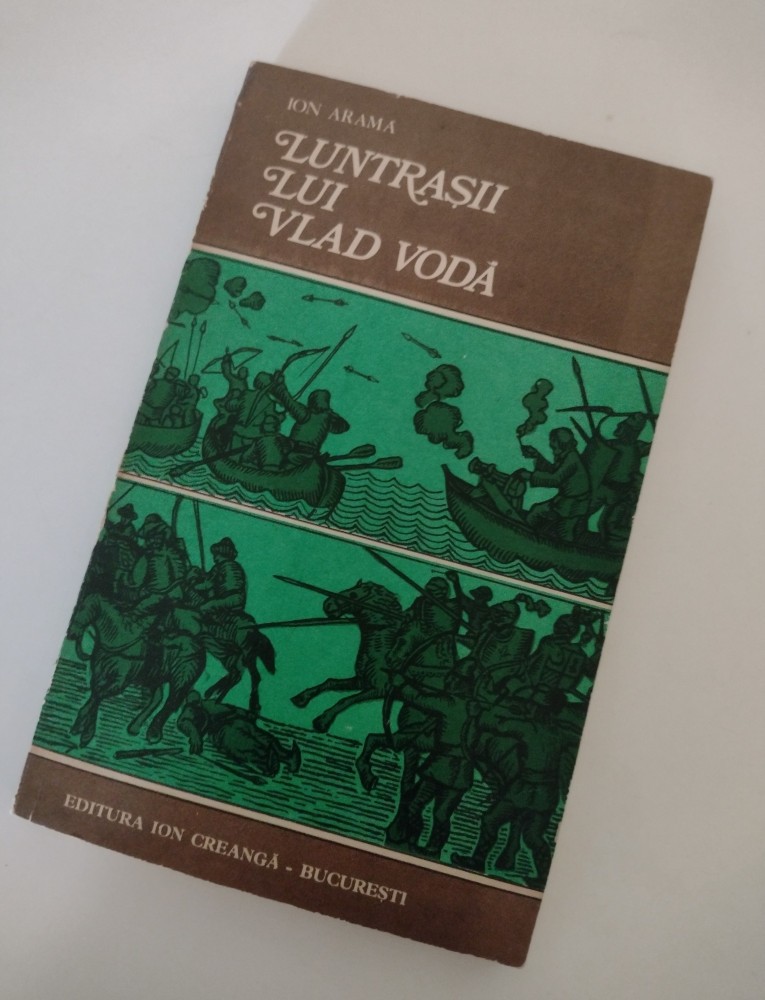 ION ARAMĂ
LUNTRAȘII
LUI
VLAD VODĂ
EDITURA ION CREANGĂ - BUCUREȘTI